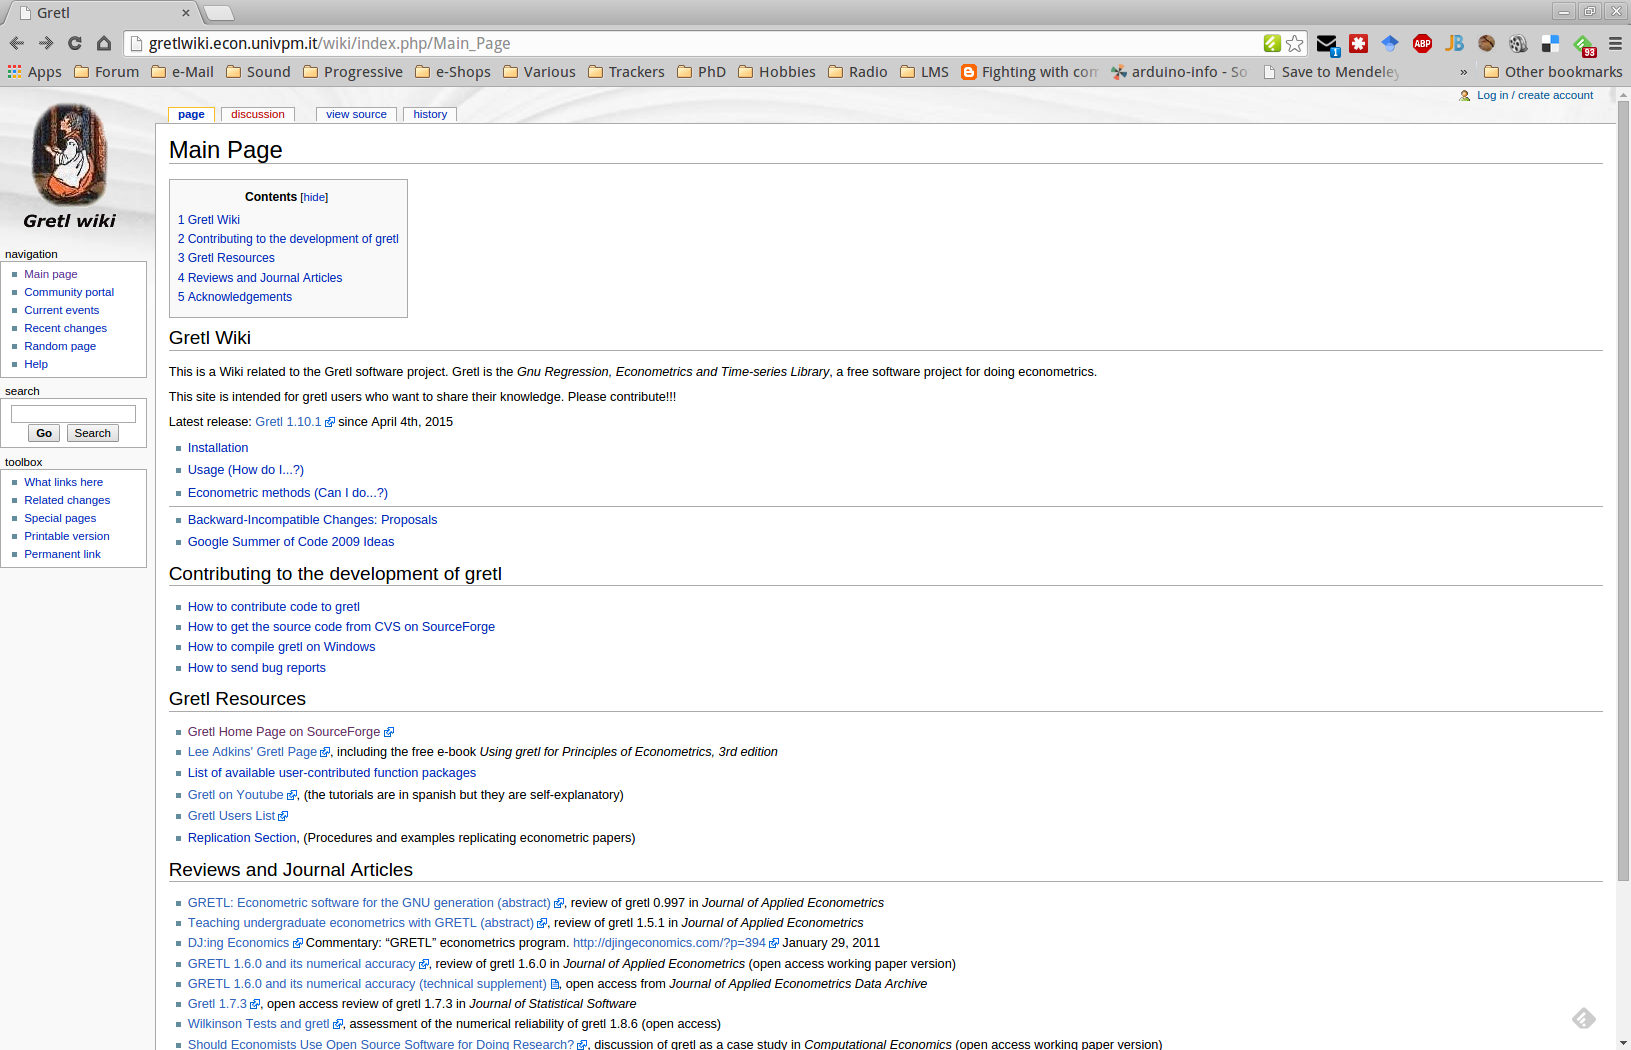 Gretl
gretlwiki.econ.univpm.it/wiki/index.php/Main_Page
1
ABP
JB
93
Apps Forum e-Mail Sound Progressive e-Shops Various Trackers PhD Hobbies Radio LMS Fighting with com arduino-info - So Save to Mendeley » Other bookmarks
Log in / create account
page discussion view source history
Gretl wiki
Main Page
Contents [hide]
1 Gretl Wiki
2 Contributing to the development of gretl
3 Gretl Resources
4 Reviews and Journal Articles
5 Acknowledgements
navigation
Main page
Community portal
Current events
Recent changes
Random page
Help
search
Go Search
toolbox
What links here
Related changes
Special pages
Printable version
Permanent link
Gretl Wiki
This is a Wiki related to the Gretl software project. Gretl is the Gnu Regression, Econometrics and Time-series Library, a free software project for doing econometrics.
This site is intended for gretl users who want to share their knowledge. Please contribute!!!
Latest release: Gretl 1.10.1 since April 4th, 2015
Installation
Usage (How do I...?)
Econometric methods (Can I do...?)
Backward-Incompatible Changes: Proposals
Google Summer of Code 2009 Ideas
Contributing to the development of gretl
How to contribute code to gretl
How to get the source code from CVS on SourceForge
How to compile gretl on Windows
How to send bug reports
Gretl Resources
Gretl Home Page on SourceForge
Lee Adkins' Gretl Page, including the free e-book Using gretl for Principles of Econometrics, 3rd edition
List of available user-contributed function packages
Gretl on Youtube, (the tutorials are in spanish but they are self-explanatory)
Gretl Users List
Replication Section, (Procedures and examples replicating econometric papers)
Reviews and Journal Articles
GRETL: Econometric software for the GNU generation (abstract), review of gretl 0.997 in Journal of Applied Econometrics
Teaching undergraduate econometrics with GRETL (abstract), review of gretl 1.5.1 in Journal of Applied Econometrics
DJ:ing Economics Commentary: “GRETL” econometrics program. http://djingeconomics.com/?p=394 January 29, 2011
GRETL 1.6.0 and its numerical accuracy, review of gretl 1.6.0 in Journal of Applied Econometrics (open access working paper version)
GRETL 1.6.0 and its numerical accuracy (technical supplement), open access from Journal of Applied Econometrics Data Archive
Gretl 1.7.3, open access review of gretl 1.7.3 in Journal of Statistical Software
Wilkinson Tests and gretl, assessment of the numerical reliability of gretl 1.8.6 (open access)
Should Economists Use Open Source Software for Doing Research?, discussion of gretl as a case study in Computational Economics (open access working paper version)